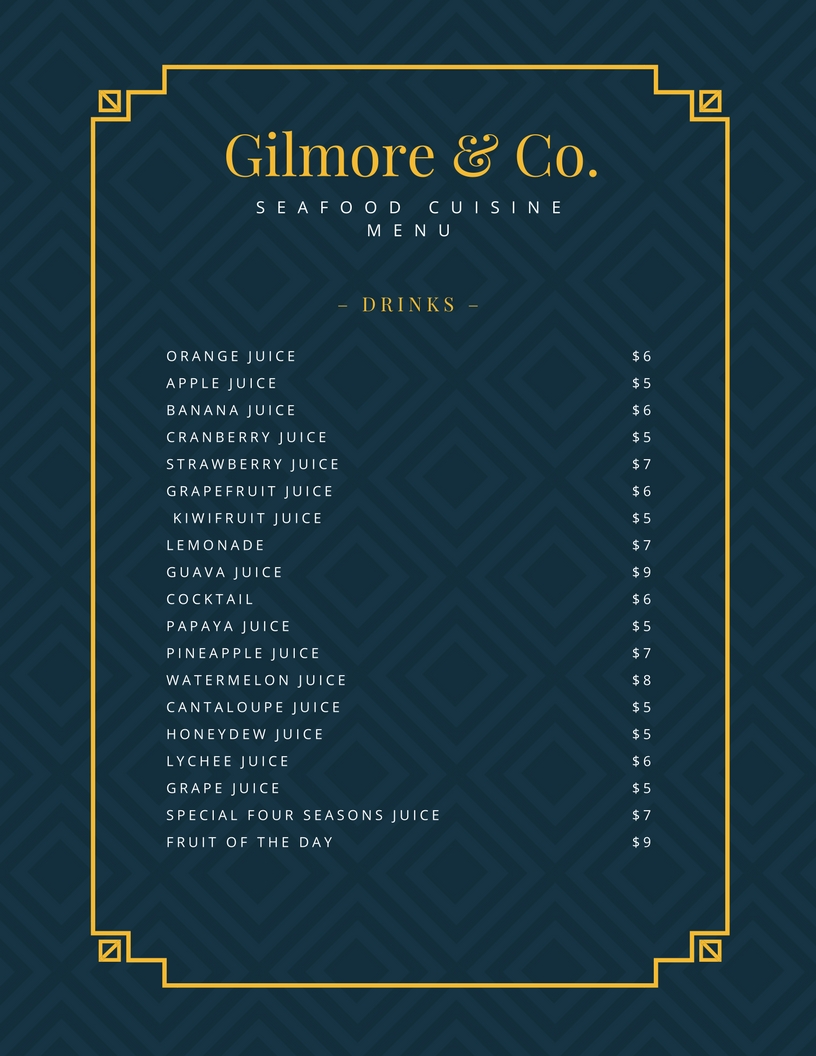 Gilmore & Co.
SEAFOOD CUISINE
MENU
– DRINKS –
ORANGE JUICE $6
APPLE JUICE $5
BANANA JUICE $6
CRANBERRY JUICE $5
STRAWBERRY JUICE $7
GRAPEFRUIT JUICE $6
KIWIFRUIT JUICE $5
LEMONADE $7
GUAVA JUICE $9
COCKTAIL $6
PAPAYA JUICE $5
PINEAPPLE JUICE $7
WATERMELON JUICE $8
CANTALOUPE JUICE $5
HONEYDEW JUICE $5
LYCHEE JUICE $6
GRAPE JUICE $5
SPECIAL FOUR SEASONS JUICE $7
FRUIT OF THE DAY $9